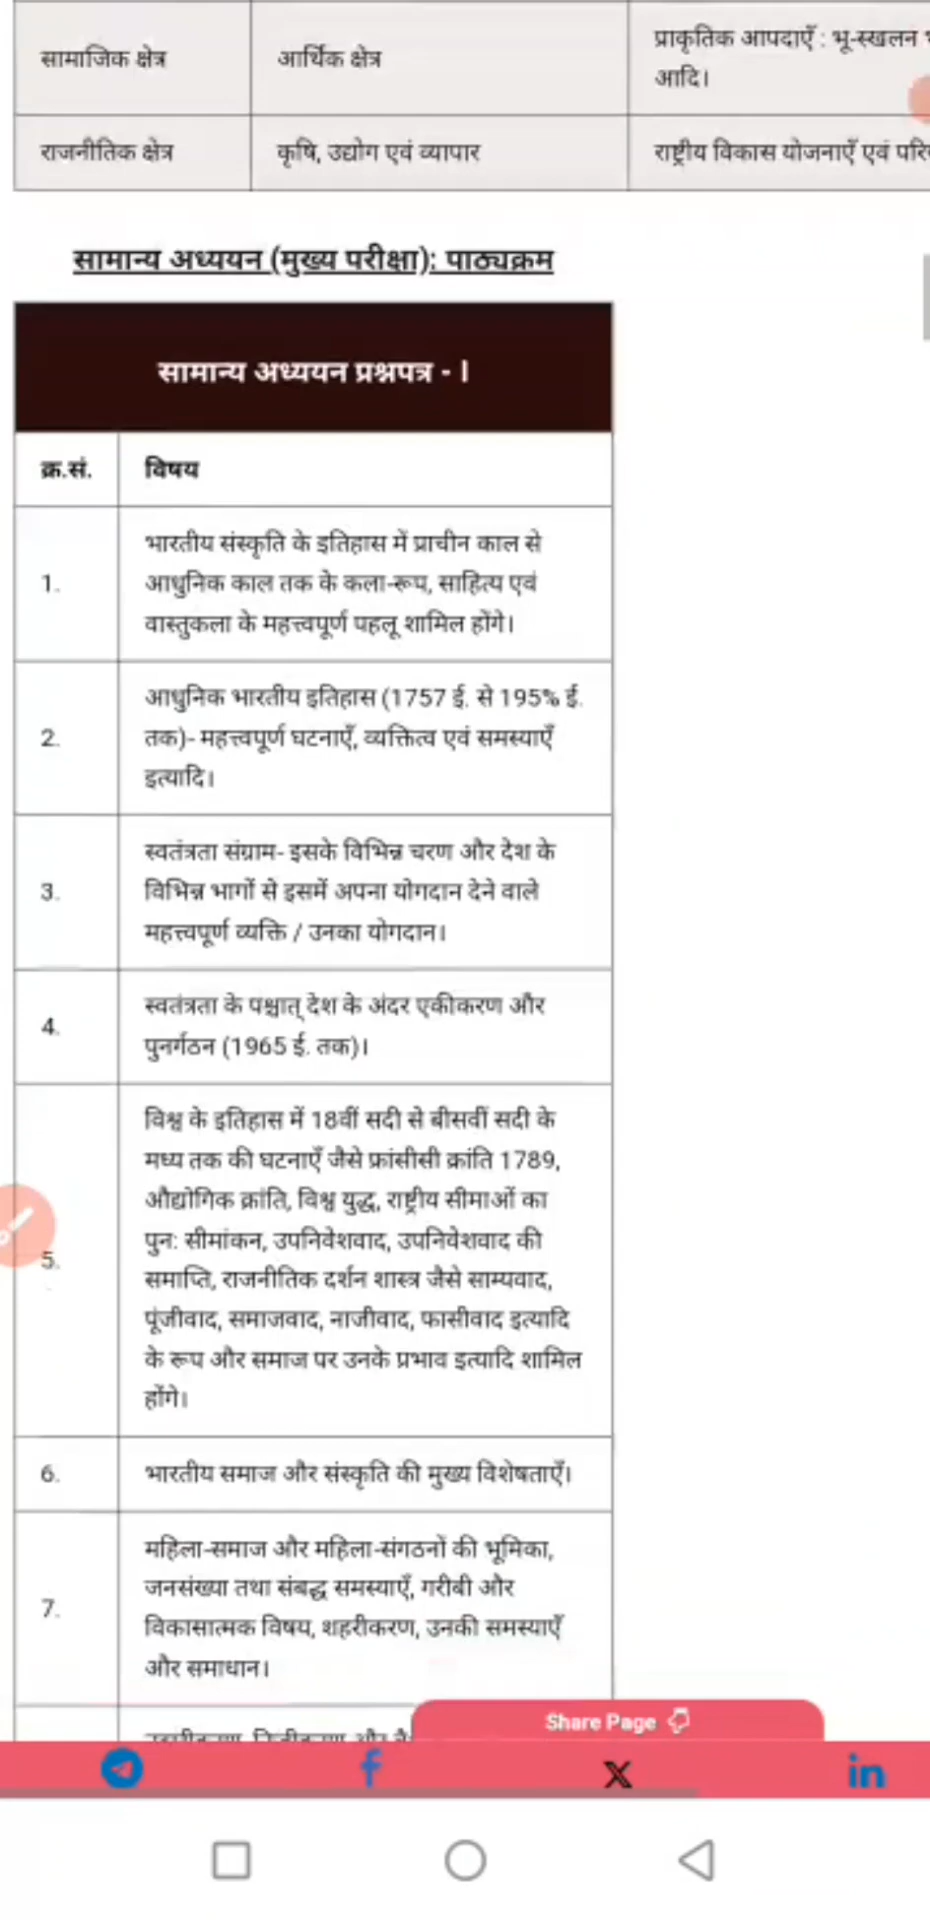 सामाजिक क्षेत्र
आर्थिक क्षेत्र
प्राकृतिक आपदाएँ : भू-स्खलन
आदि।
राजनीतिक क्षेत्र
कृषि, उद्योग एवं व्यापार
राष्ट्रीय विकास योजनाएँ एवं
सामान्य अध्ययन (मुख्य परीक्षा): पाठ्यक्रम
सामान्य अध्ययन प्रश्नपत्र - I
क्र.सं.
विषय
1.
भारतीय संस्कृति के इतिहास में प्राचीन काल से
आधुनिक काल तक के कला-रूप, साहित्य एवं
वास्तुकला के महत्त्वपूर्ण पहलू शामिल होंगे।
2.
आधुनिक भारतीय इतिहास (1757 ई. से 195% ई.
तक)- महत्त्वपूर्ण घटनाएँ, व्यक्तित्व एवं समस्याएँ
इत्यादि।
3.
स्वतंत्रता संग्राम- इसके विभिन्न चरण और देश के
विभिन्न भागों से इसमें अपना योगदान देने वाले
महत्त्वपूर्ण व्यक्ति / उनका योगदान।
4.
स्वतंत्रता के पश्चात् देश के अंदर एकीकरण और
पुनर्गठन (1965 ई. तक)।
5.
विश्व के इतिहास में 18वीं सदी से बीसवीं सदी के
मध्य तक की घटनाएँ जैसे फ्रांसीसी क्रांति 1789,
औद्योगिक क्रांति, विश्व युद्ध, राष्ट्रीय सीमाओं का
पुन: सीमांकन, उपनिवेशवाद, उपनिवेशवाद की
समाप्ति, राजनीतिक दर्शन शास्त्र जैसे साम्यवाद,
पूंजीवाद, समाजवाद, नाजीवाद, फासीवाद इत्यादि
के रूप और समाज पर उनके प्रभाव इत्यादि शामिल
होंगे।
6.
भारतीय समाज और संस्कृति की मुख्य विशेषताएँ।
7.
महिला-समाज और महिला-संगठनों की भूमिका,
जनसंख्या तथा संबद्ध समस्याएँ, गरीबी और
विकासात्मक विषय, शहरीकरण, उनकी समस्याएँ
और समाधान।
Share Page